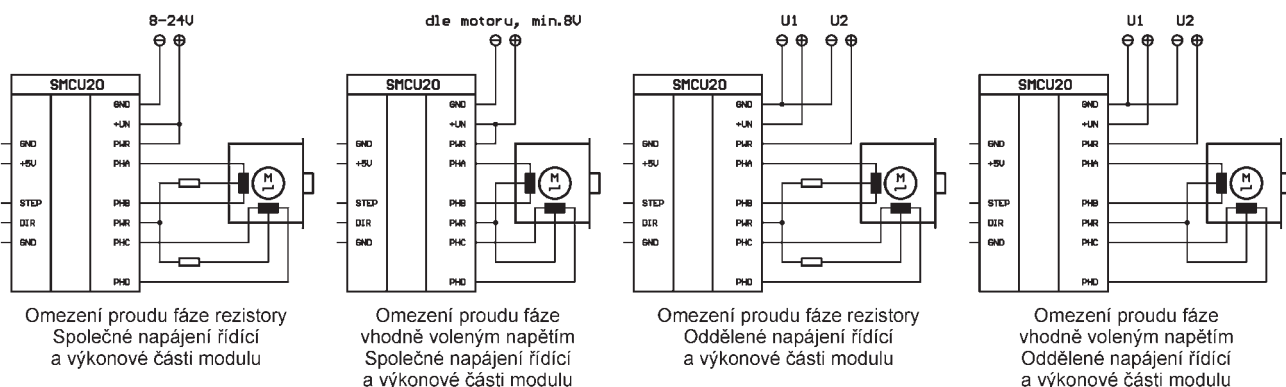 8-24V
SMCU20
GND
+UN
PWR
PHA
PHB
PWR
PHC
PHD
GND
+5V
STEP
DIR
GND
M
Omezení proudu fáze rezistory
Společné napájení řídící
a výkonové části modulu
dle motoru, min.8V
SMCU20
GND
+UN
PWR
PHA
PHB
PWR
PHC
PHD
GND
+5V
STEP
DIR
GND
M
Omezení proudu fáze
vhodně voleným napětím
Společné napájení řídící
a výkonové části modulu
U1 U2
SMCU20
GND
+UN
PWR
PHA
PHB
PWR
PHC
PHD
GND
+5V
STEP
DIR
GND
M
Omezení proudu fáze rezistory
Oddělené napájení řídící
a výkonové části modulu
U1 U2
SMCU20
GND
+UN
PWR
PHA
PHB
PWR
PHC
PHD
GND
+5V
STEP
DIR
GND
M
Omezení proudu fáze
vhodně voleným napětím
Oddělené napájení řídící
a výkonové části modulu